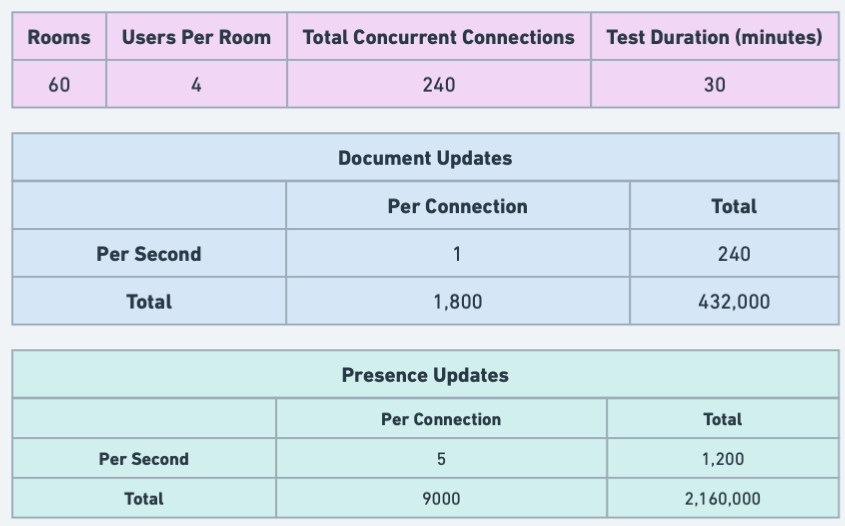 Rooms Users Per Room Total Concurrent Connections Test Duration (minutes)
60 4 240 30
Document Updates
Per Connection Total
Per Second 1 240
Total 1,800 432,000
Presence Updates
Per Connection Total
Per Second 5 1,200
Total 9000 2,160,000